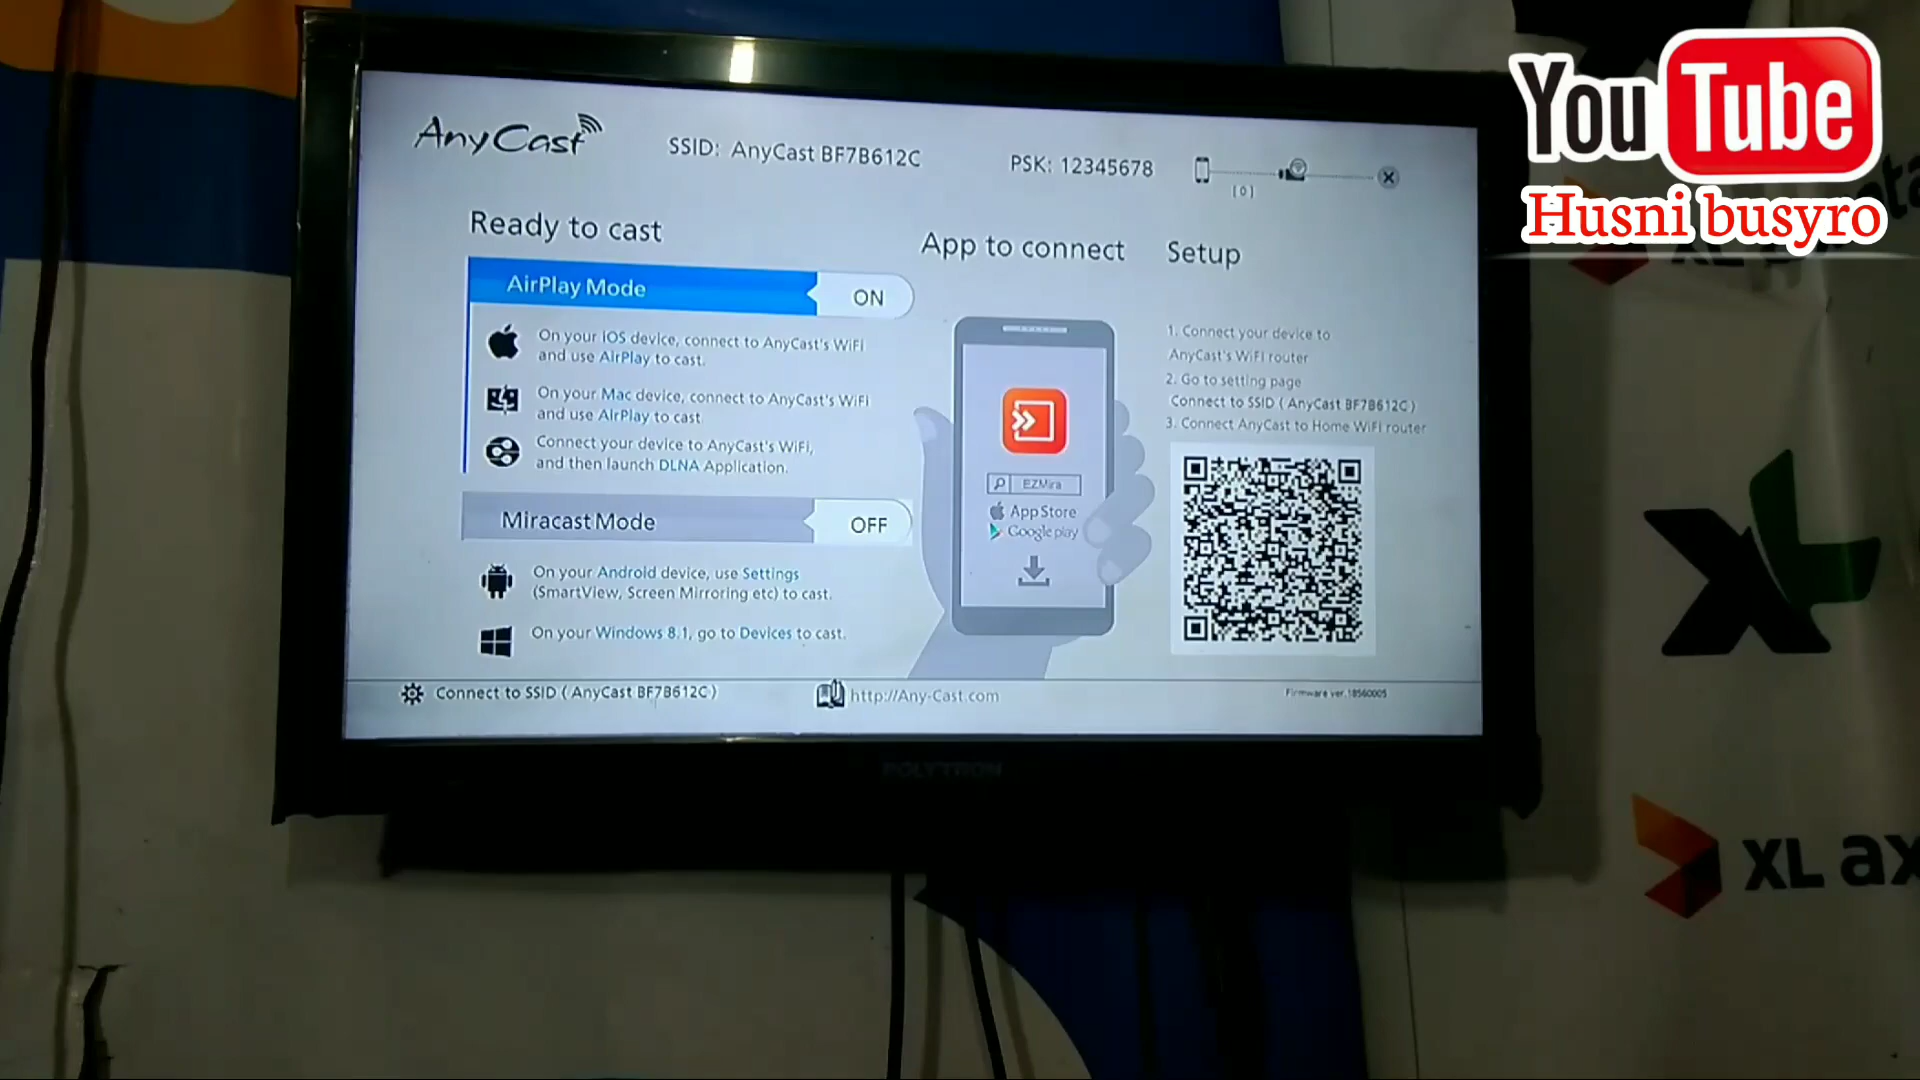 YouTube
Husni busyro
AnyCast
SSID: AnyCast BF7B612C
PSK: 12345678
[0]
Ready to cast
App to connect
Setup
AirPlay Mode
ON
On your iOS device, connect to AnyCast's WiFi
and use AirPlay to cast.
On your Mac device, connect to AnyCast's WiFi
and use AirPlay to cast
Connect your device to AnyCast's WiFi,
and then launch DLNA Application.
Miracast Mode
OFF
On your Android device, use Settings
(SmartView, Screen Mirroring etc) to cast.
On your Windows 8.1, go to Devices to cast.
EZMira
App Store
Google play
1. Connect your device to
AnyCast's WiFi router
2. Go to setting page
Connect to SSID ( AnyCast BF7B612C )
3. Connect AnyCast to Home WiFi router
Connect to SSID ( AnyCast BF7B612C )
http://Any-Cast.com
Firmware ver.18560005
POLYTRON
XL
XL ax